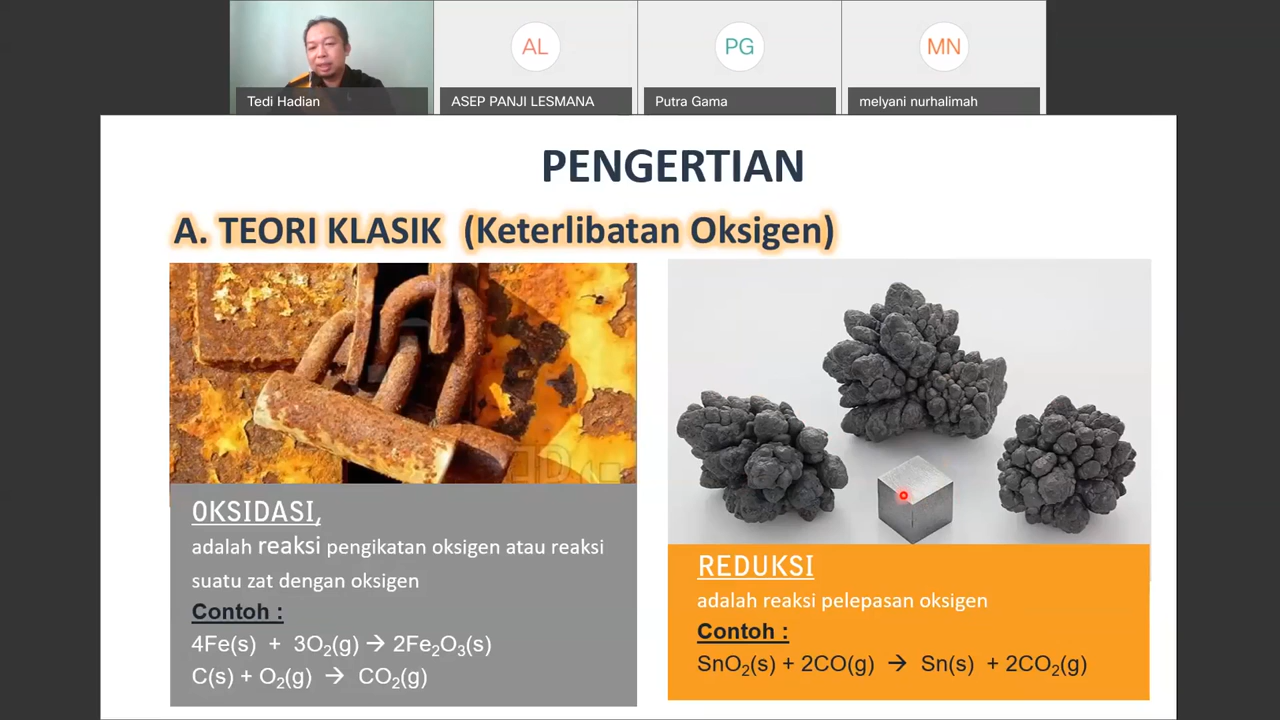 AL
PG
MN
Tedi Hadian
ASEP PANJI LESMANA
Putra Gama
melyani nurhalimah
PENGERTIAN
A. TEORI KLASIK (Keterlibatan Oksigen)
OKSIDASI,
adalah reaksi pengikatan oksigen atau reaksi
suatu zat dengan oksigen
Contoh :
4Fe(s) + 3O₂(g) → 2Fe₂O₃(s)
C(s) + O₂(g) → CO₂(g)
REDUKSI
adalah reaksi pelepasan oksigen
Contoh :
SnO₂(s) + 2CO(g) → Sn(s) + 2CO₂(g)